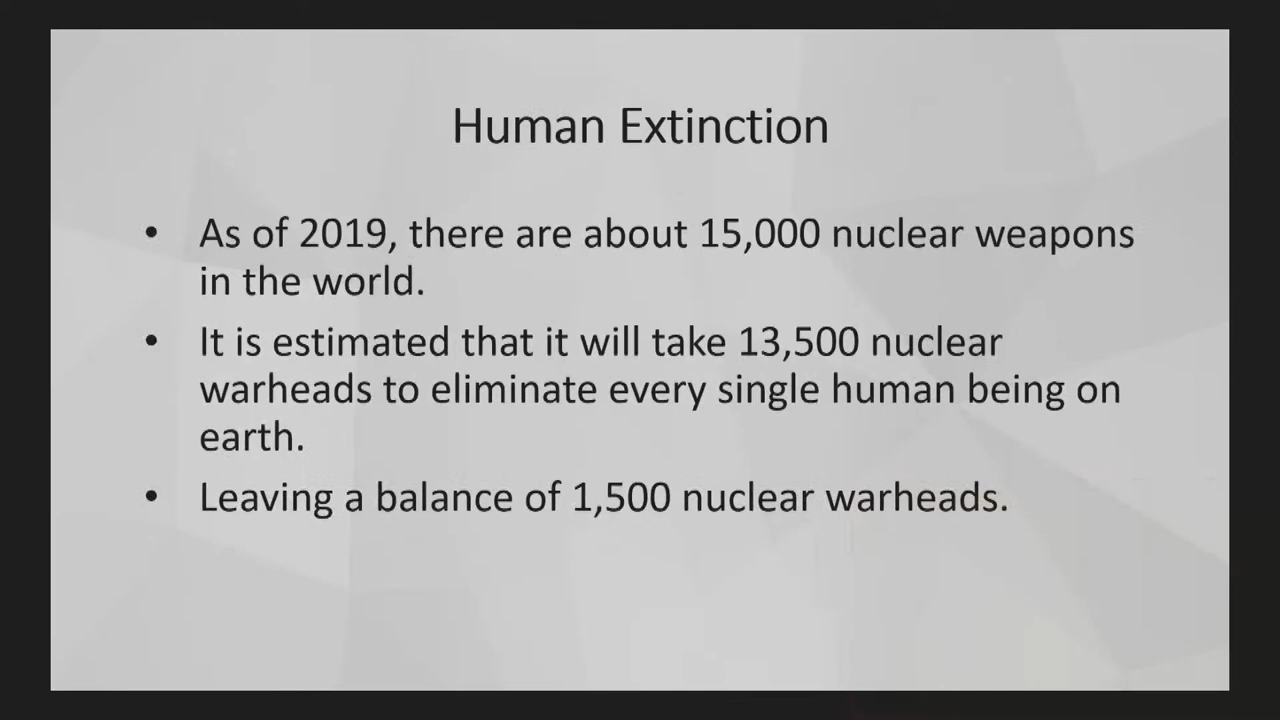 Human Extinction
• As of 2019, there are about 15,000 nuclear weapons
in the world.
• It is estimated that it will take 13,500 nuclear
warheads to eliminate every single human being on
earth.
• Leaving a balance of 1,500 nuclear warheads.